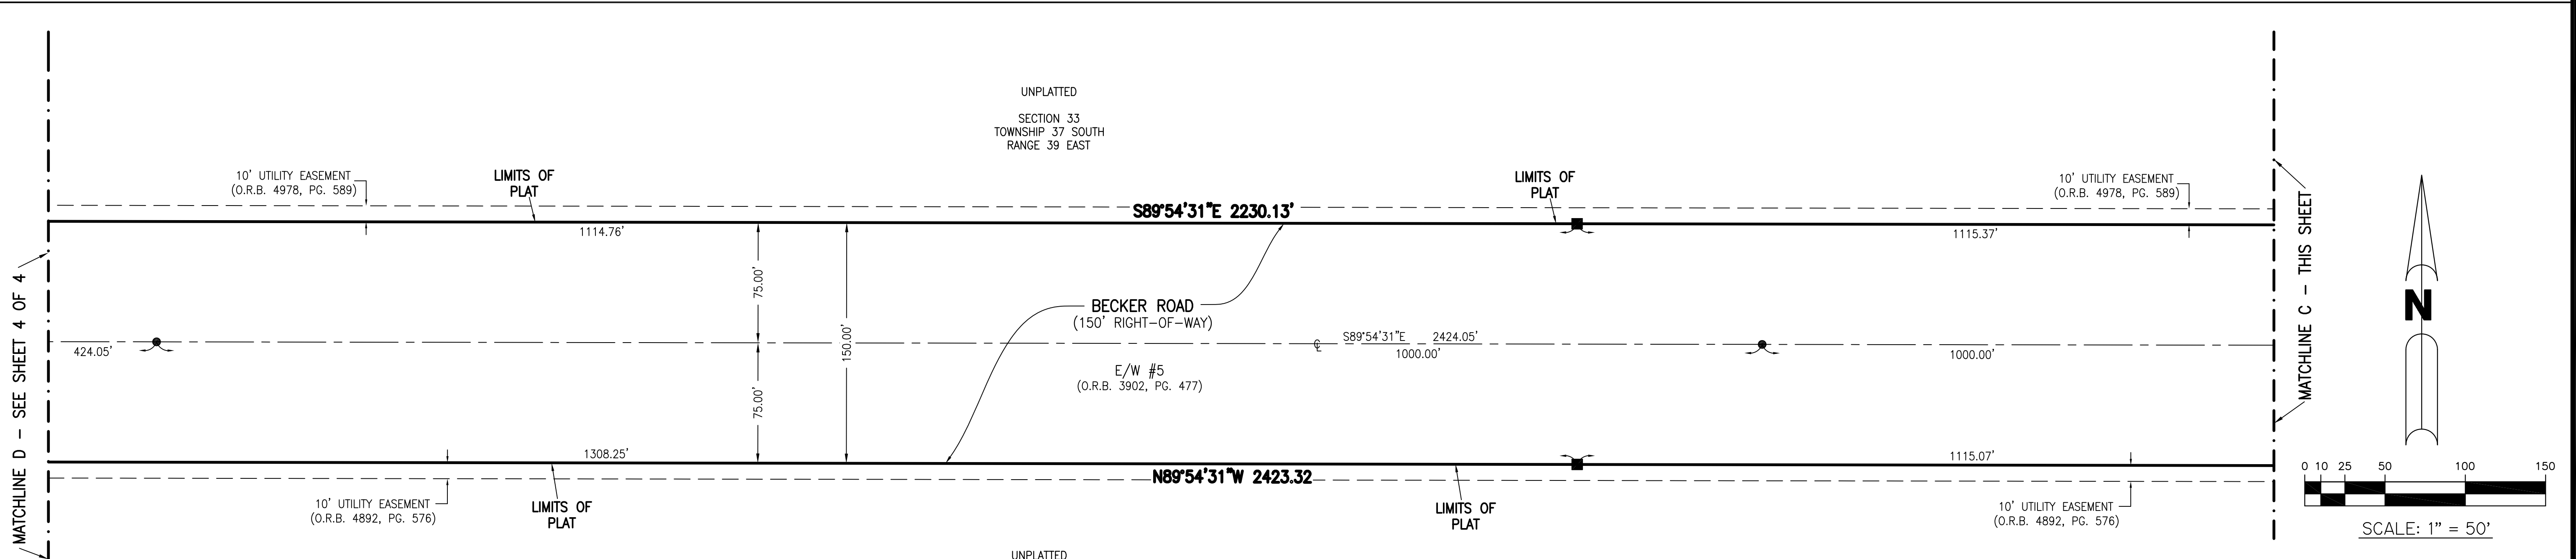 UNPLATTED
SECTION 33
TOWNSHIP 37 SOUTH
RANGE 39 EAST
10' UTILITY EASEMENT
(O.R.B. 4978, PG. 589)
LIMITS OF
PLAT
LIMITS OF
PLAT
10' UTILITY EASEMENT
(O.R.B. 4978, PG. 589)
S89°54'31"E 2230.13'
1114.76'
1115.37'
MATCHLINE D - SEE SHEET 4 OF 4
75.00'
75.00'
150.00'
BECKER ROAD
(150' RIGHT-OF-WAY)
424.05'
℄
S89°54'31"E 2424.05'
1000.00'
1000.00'
E/W #5
(O.R.B. 3902, PG. 477)
MATCHLINE C - THIS SHEET
N
1308.25'
1115.07'
N89°54'31"W 2423.32
10' UTILITY EASEMENT
(O.R.B. 4892, PG. 576)
LIMITS OF
PLAT
LIMITS OF
PLAT
10' UTILITY EASEMENT
(O.R.B. 4892, PG. 576)
0 10 25 50 100 150
SCALE: 1" = 50'
UNPLATTED